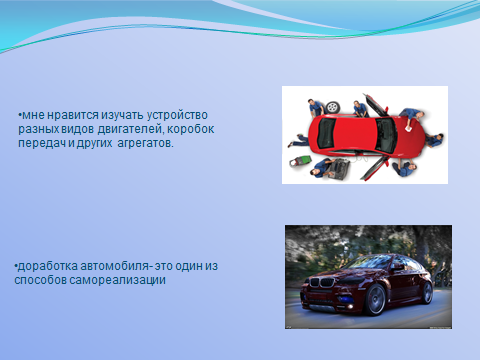 •мне нравится изучать устройство
разных видов двигателей, коробок
передач и других агрегатов.
•доработка автомобиля- это один из
способов самореализации